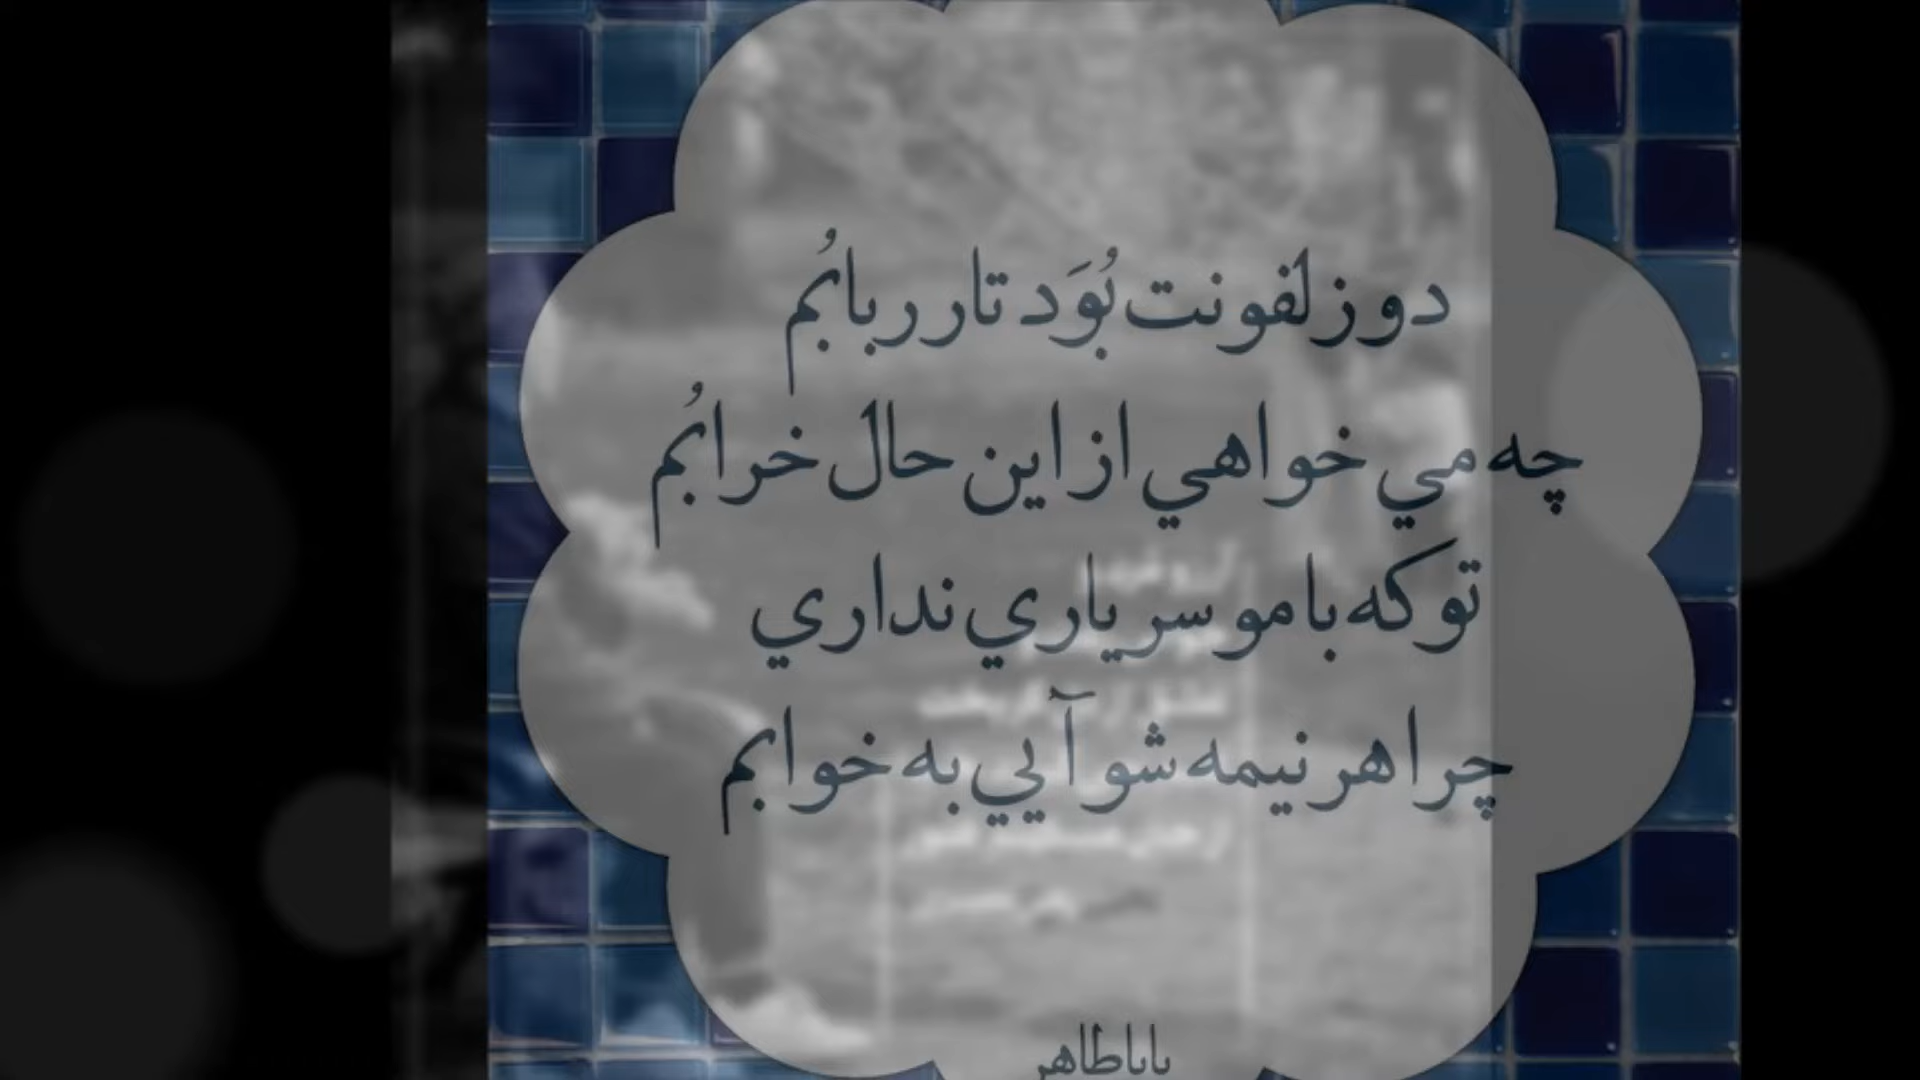 دو زلفونت بُوَد تار ربابُم
چه مي خواهي از اين حال خرابُم
تو که با مو سر ياري نداري
چرا هر نيمه شو آيي به خوابم
باباطاهر